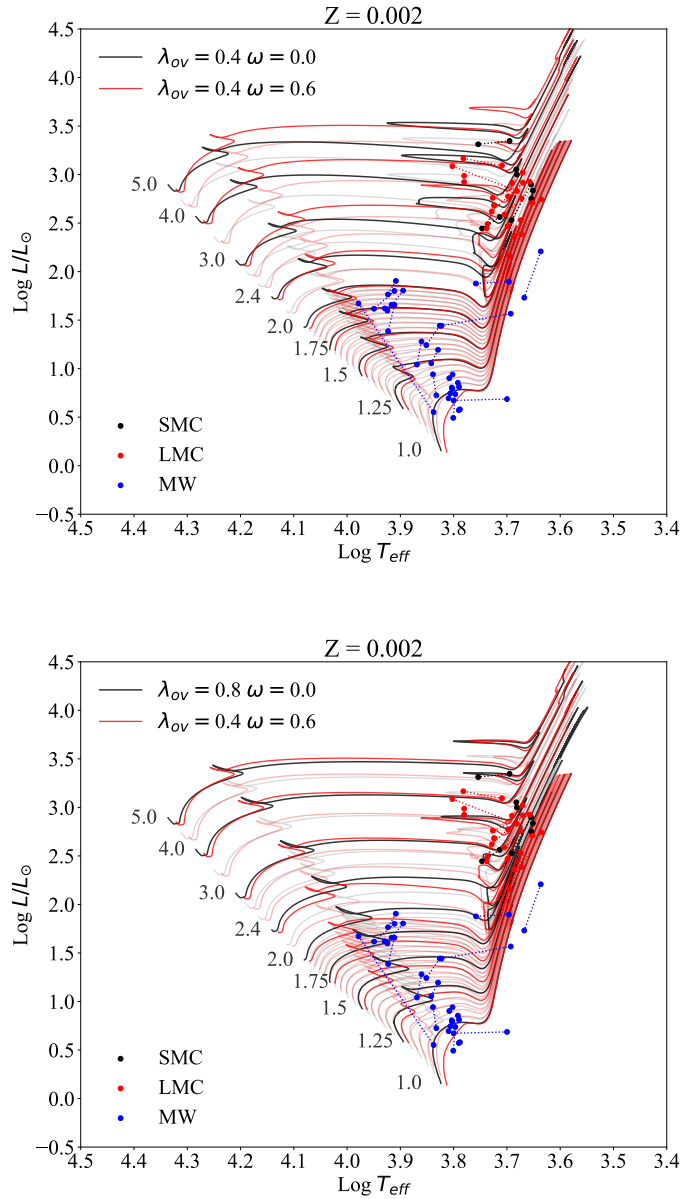 Z = 0.002
4.5
4.0
3.5
3.0
2.5
2.0
1.5
1.0
0.5
0.0
−0.5
Log L/L⊙
λov = 0.4 ω = 0.0
λov = 0.4 ω = 0.6
5.0
4.0
3.0
2.4
2.0
1.75
1.5
1.25
1.0
SMC
LMC
MW
4.5 4.4 4.3 4.2 4.1 4.0 3.9 3.8 3.7 3.6 3.4
Log Teff
Z = 0.002
4.5
4.0
3.5
3.0
2.5
2.0
1.5
1.0
0.5
0.0
−0.5
Log L/L⊙
λov = 0.8 ω = 0.0
λov = 0.4 ω = 0.6
5.0
4.0
3.0
2.4
2.0
1.75
1.5
1.25
1.0
SMC
LMC
MW
4.5 4.4 4.3 4.2 4.1 4.0 3.9 3.8 3.7 3.6 3.4
Log Teff